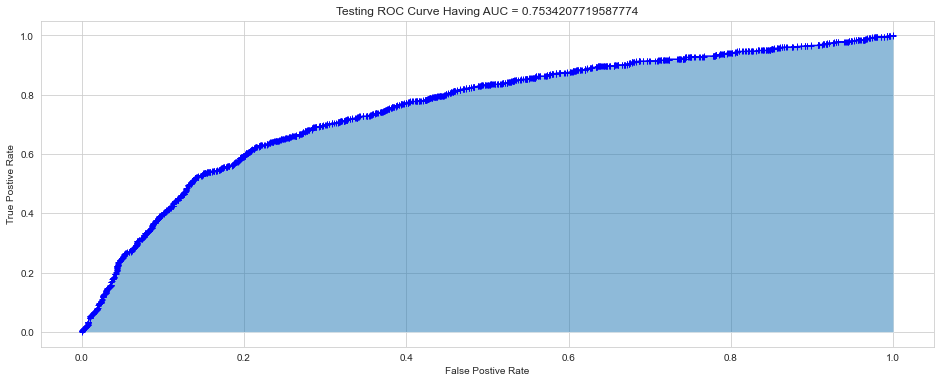 Testing ROC Curve Having AUC = 0.7534207719587774
1.0
0.8
0.6
0.4
0.2
0.0
True Postive Rate
0.0 0.2 0.4 0.6 0.8 1.0
False Postive Rate